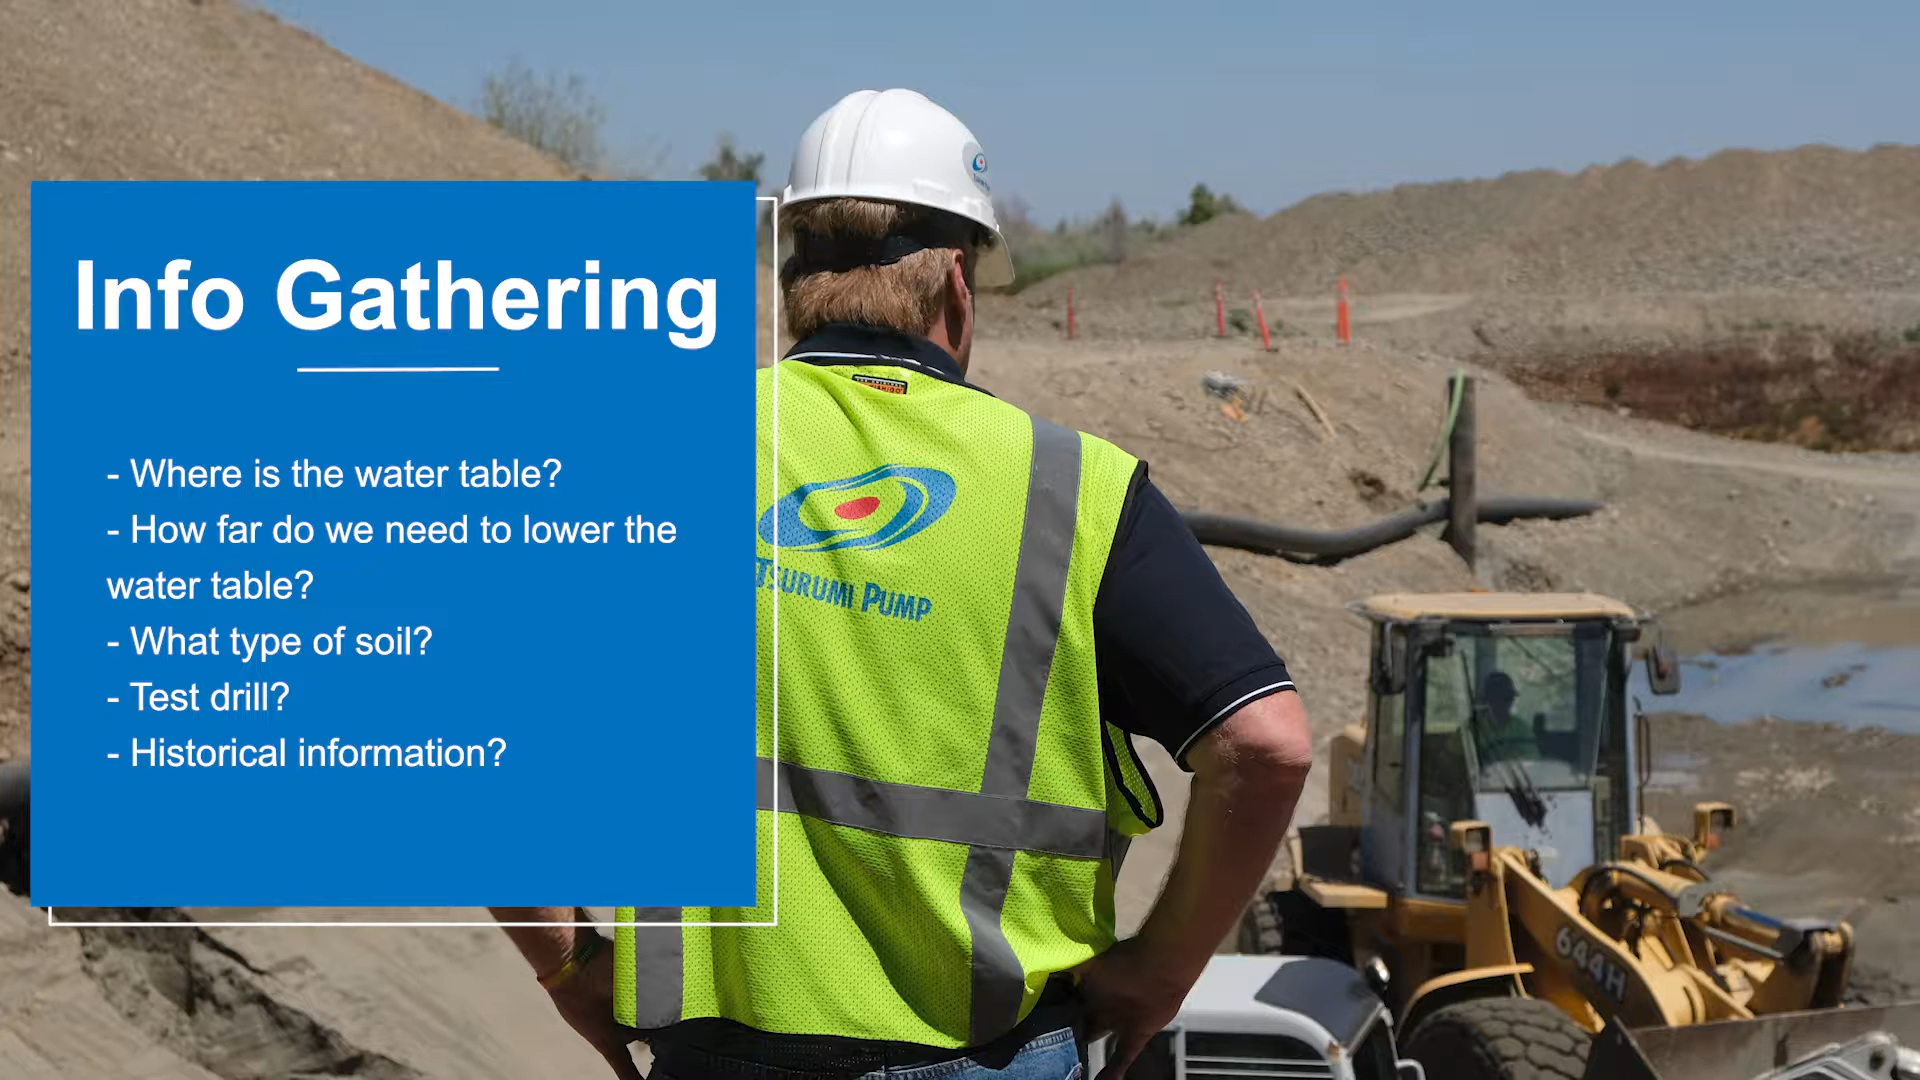 Info Gathering
- Where is the water table?
- How far do we need to lower the
water table?
- What type of soil?
- Test drill?
- Historical information?
TSURUMI PUMP
644H